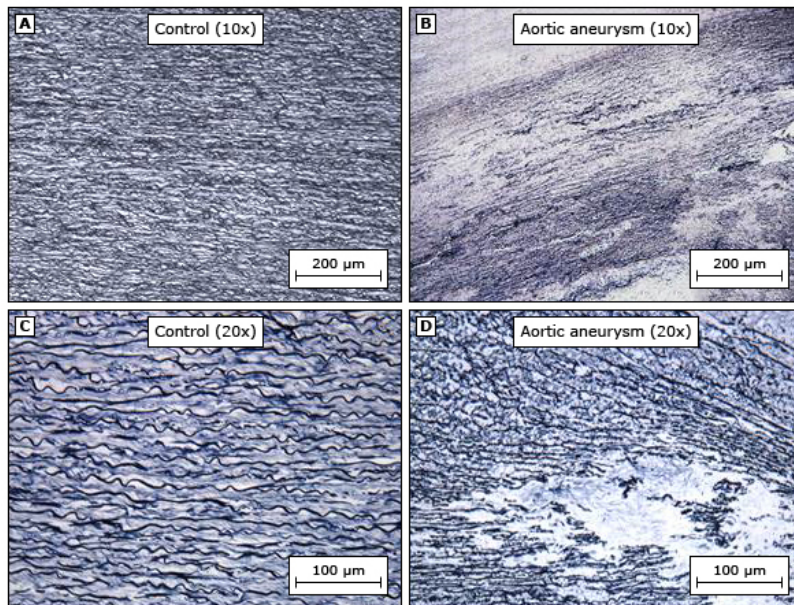 A
Control (10x)
200 µm
B
Aortic aneurysm (10x)
200 µm
C
Control (20x)
100 µm
D
Aortic aneurysm (20x)
100 µm